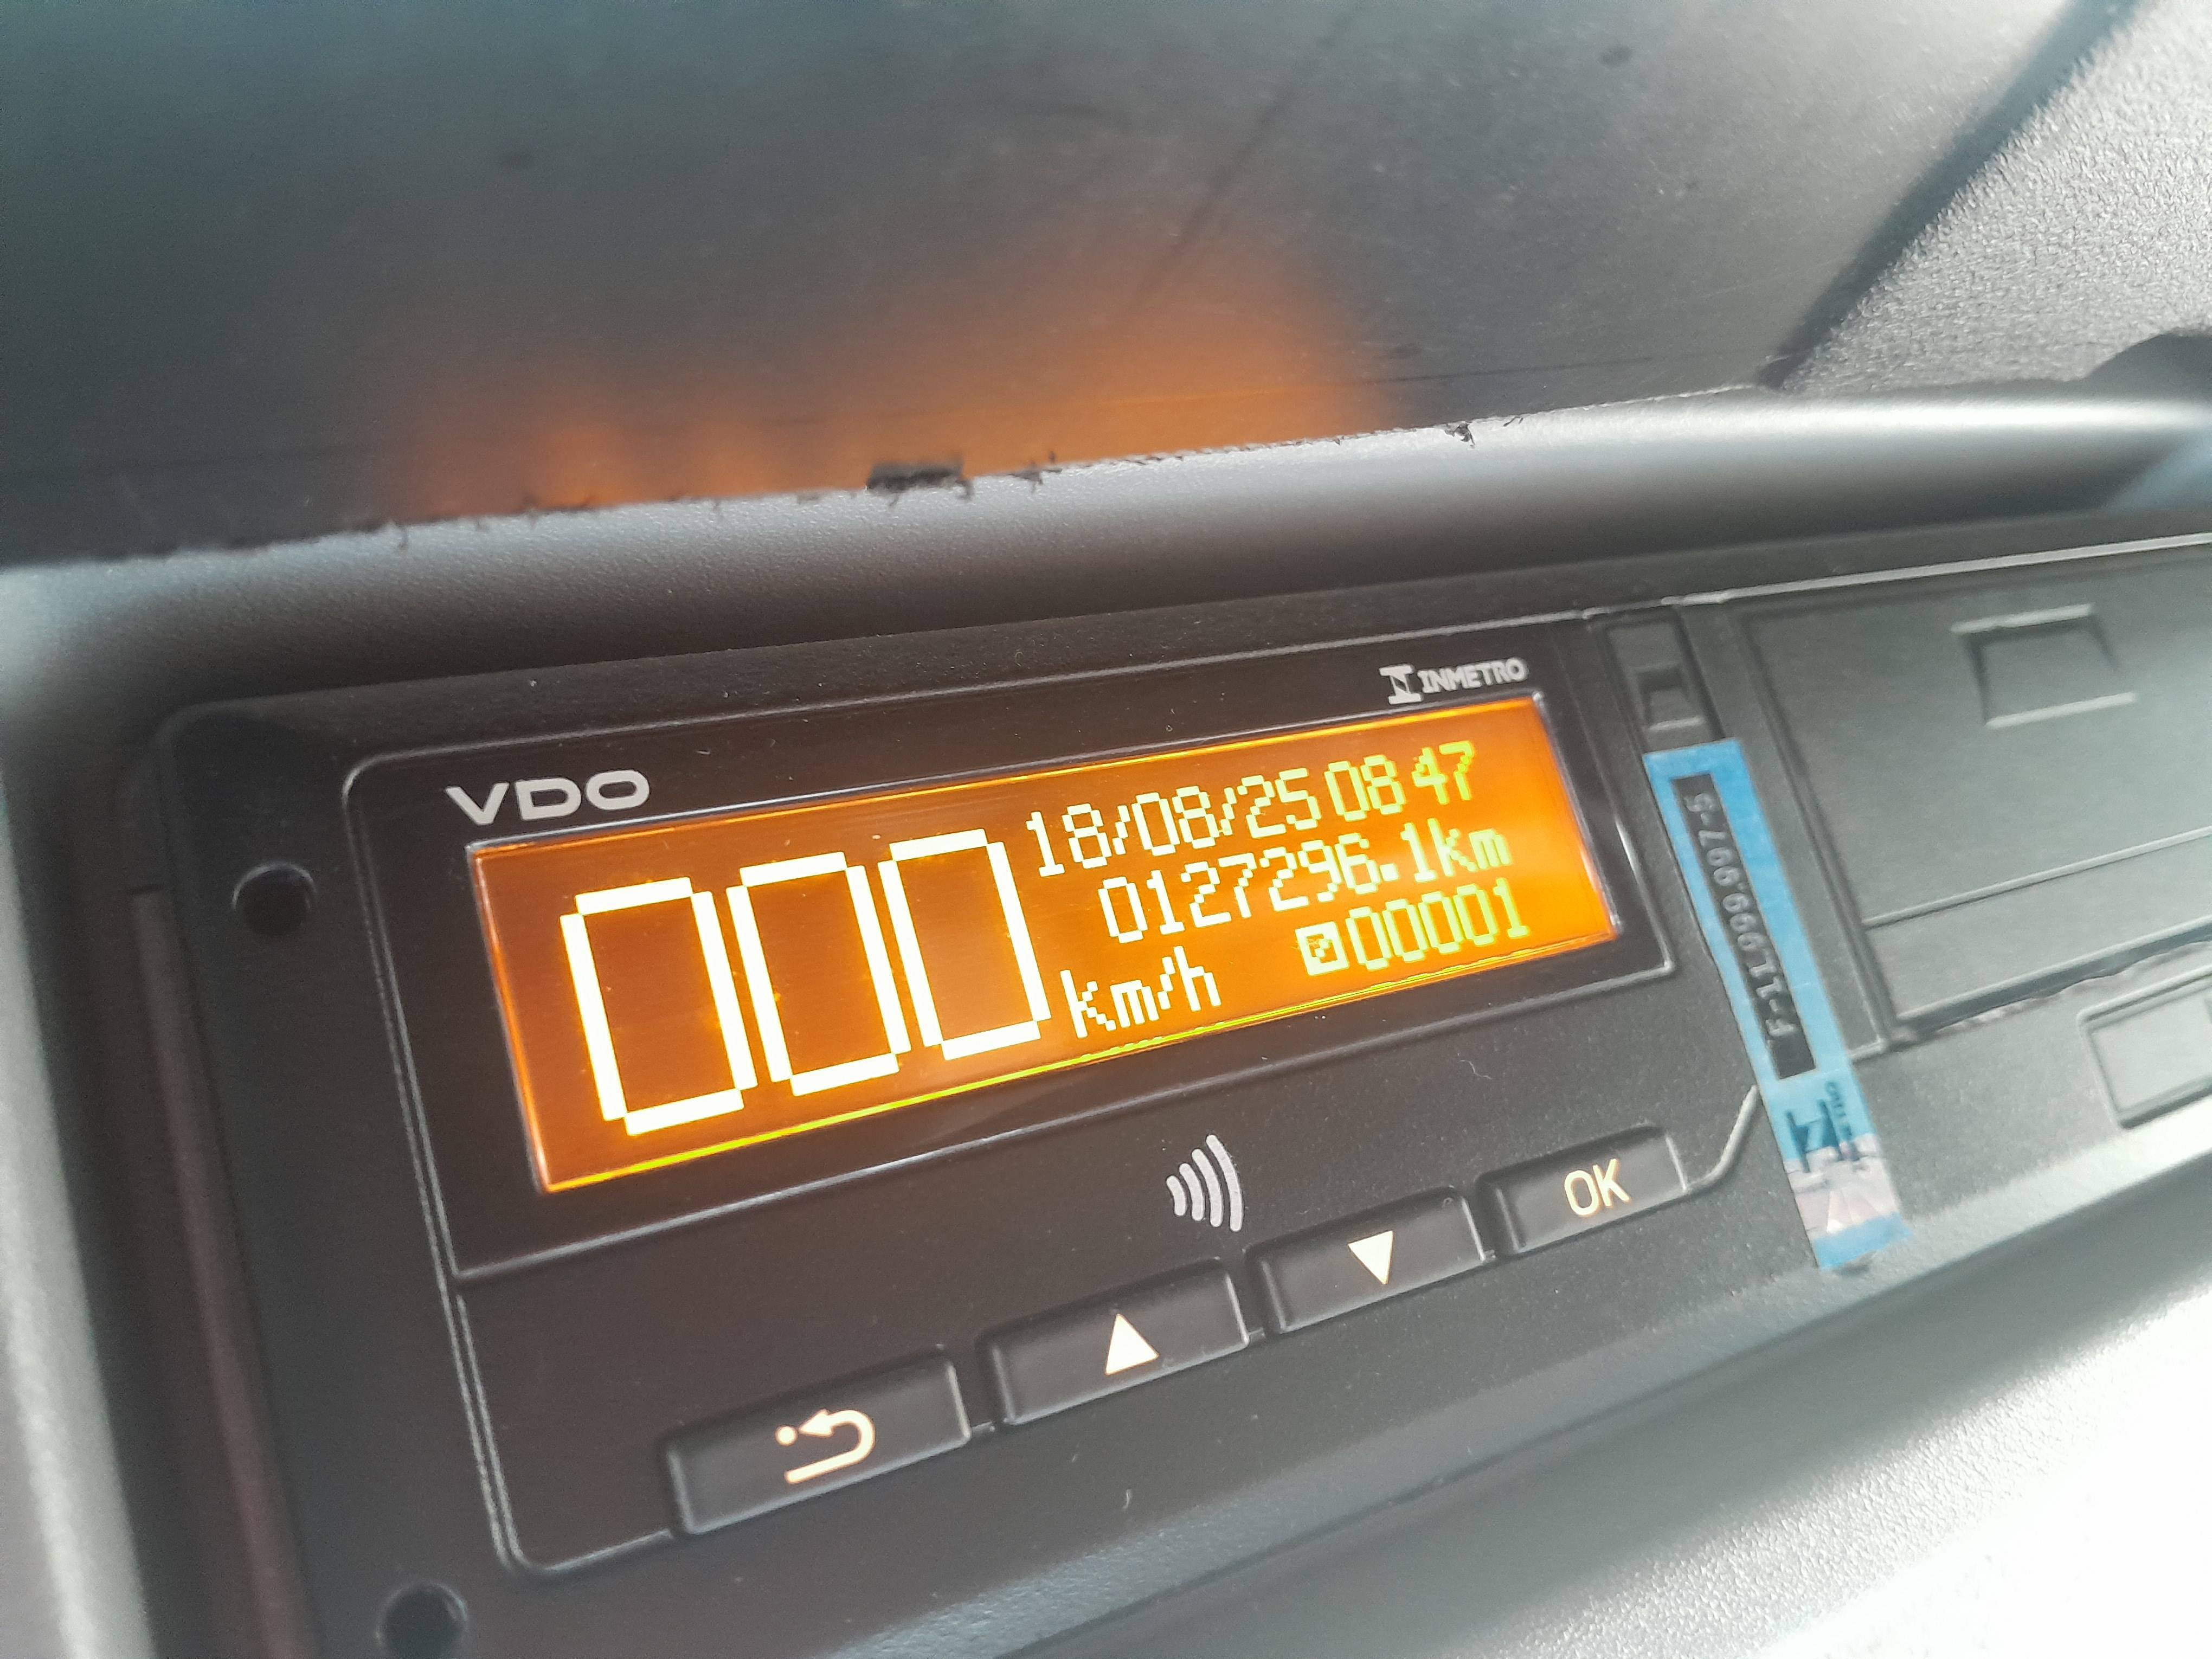 INMETRO
VDO
18/08/25 08 47
0127296.1km
000 km/h
00001
F-11.999.997-5
OK